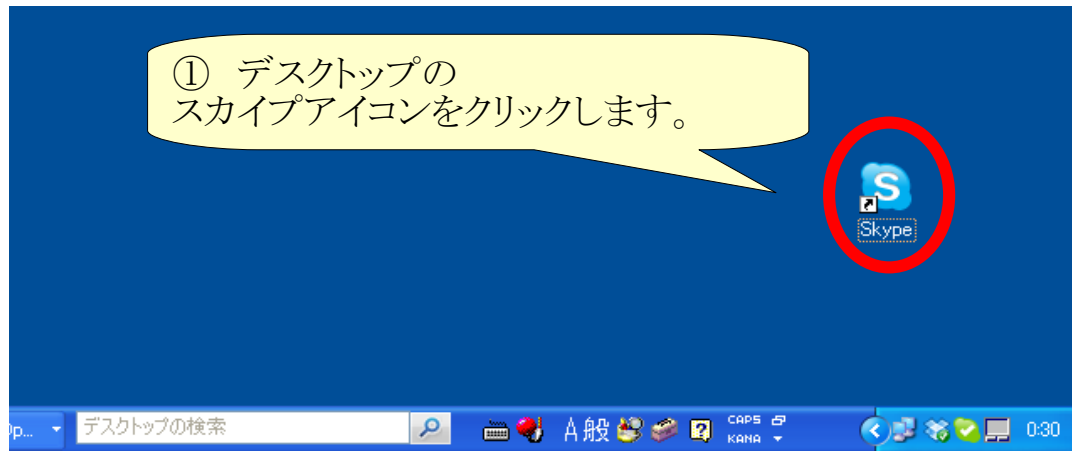 ① デスクトップの
スカイプアイコンをクリックします。
S
Skype
Op...
デスクトップの検索
A 般
?
CAPS
KANA
0:30